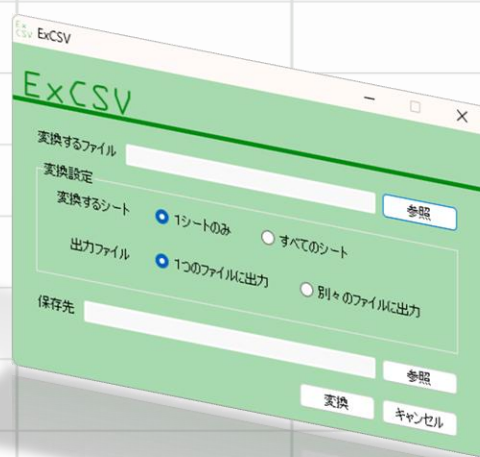 Ex
CSV
ExCSV
ExCSV
変換するファイル
参照
変換設定
変換するシート
1シートのみ
すべてのシート
出力ファイル
1つのファイルに出力
別々のファイルに出力
保存先
参照
変換
キャンセル